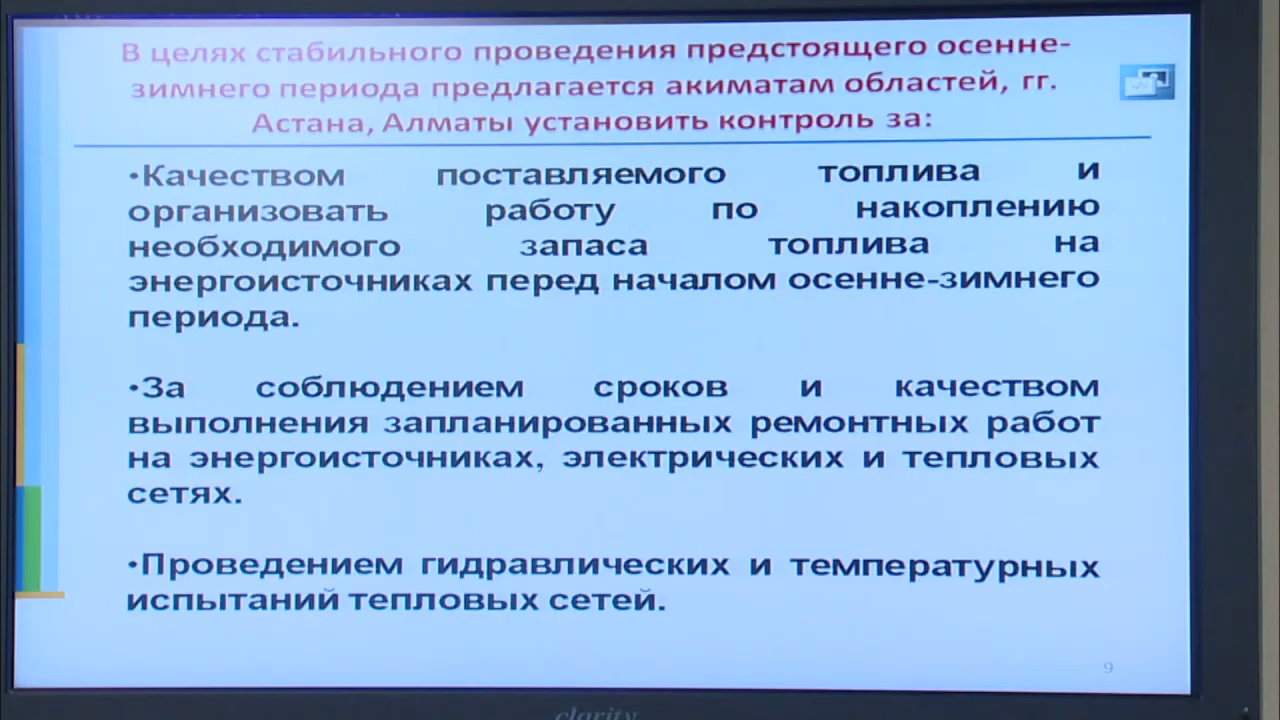 В целях стабильного проведения предстоящего осенне-
зимнего периода предлагается акиматам областей, гг.
Астана, Алматы установить контроль за:
•Качеством поставляемого топлива и
организовать работу по накоплению
необходимого запаса топлива на
энергоисточниках перед началом осенне-зимнего
периода.
•За соблюдением сроков и качеством
выполнения запланированных ремонтных работ
на энергоисточниках, электрических и тепловых
сетях.
•Проведением гидравлических и температурных
испытаний тепловых сетей.
9
clarity